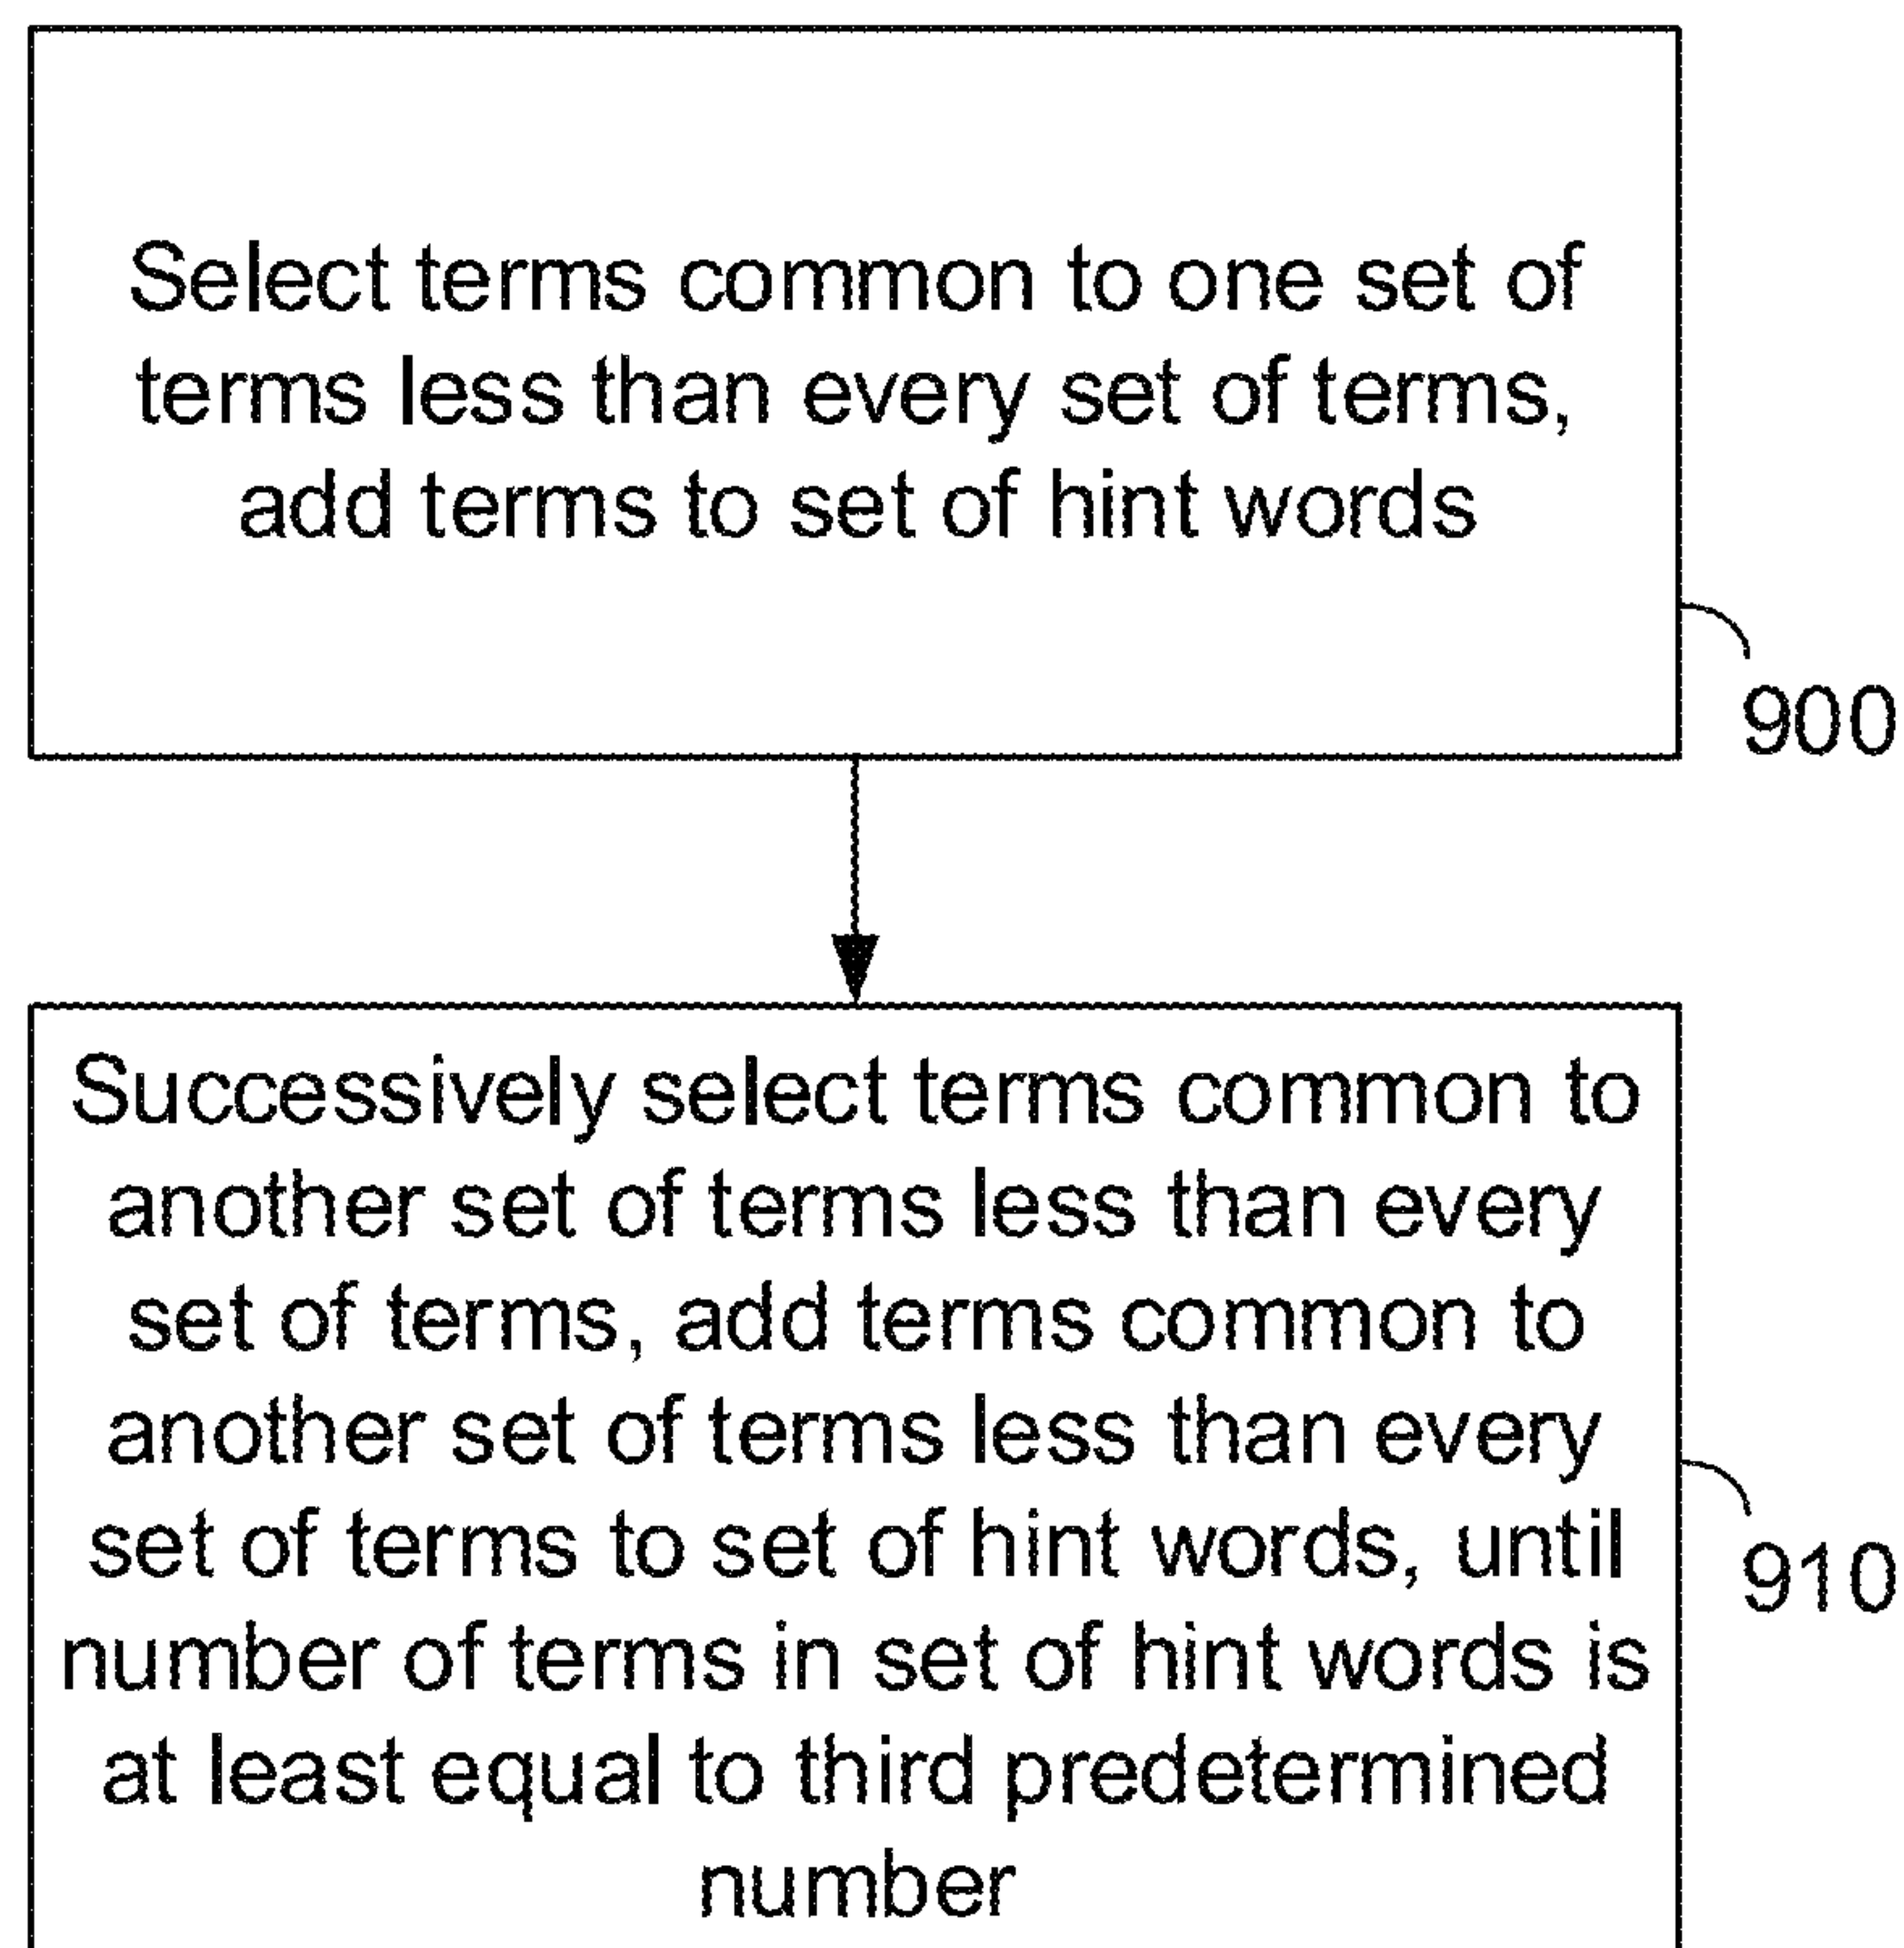 Select terms common to one set of
terms less than every set of terms,
add terms to set of hint words
900
Successively select terms common to
another set of terms less than every
set of terms, add terms common to
another set of terms less than every
set of terms to set of hint words, until
number of terms in set of hint words is
at least equal to third predetermined
number
910